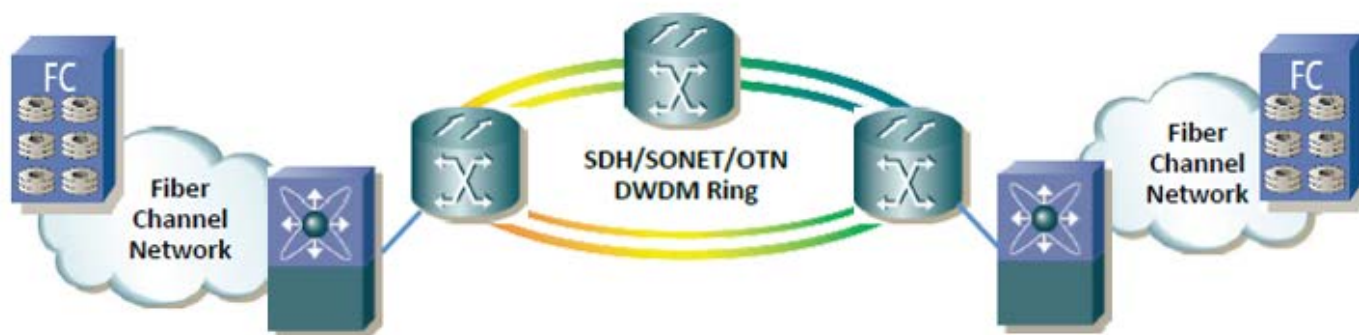 FC
Fiber
Channel
Network
SDH/SONET/OTN
DWDM Ring
Fiber
Channel
Network
FC